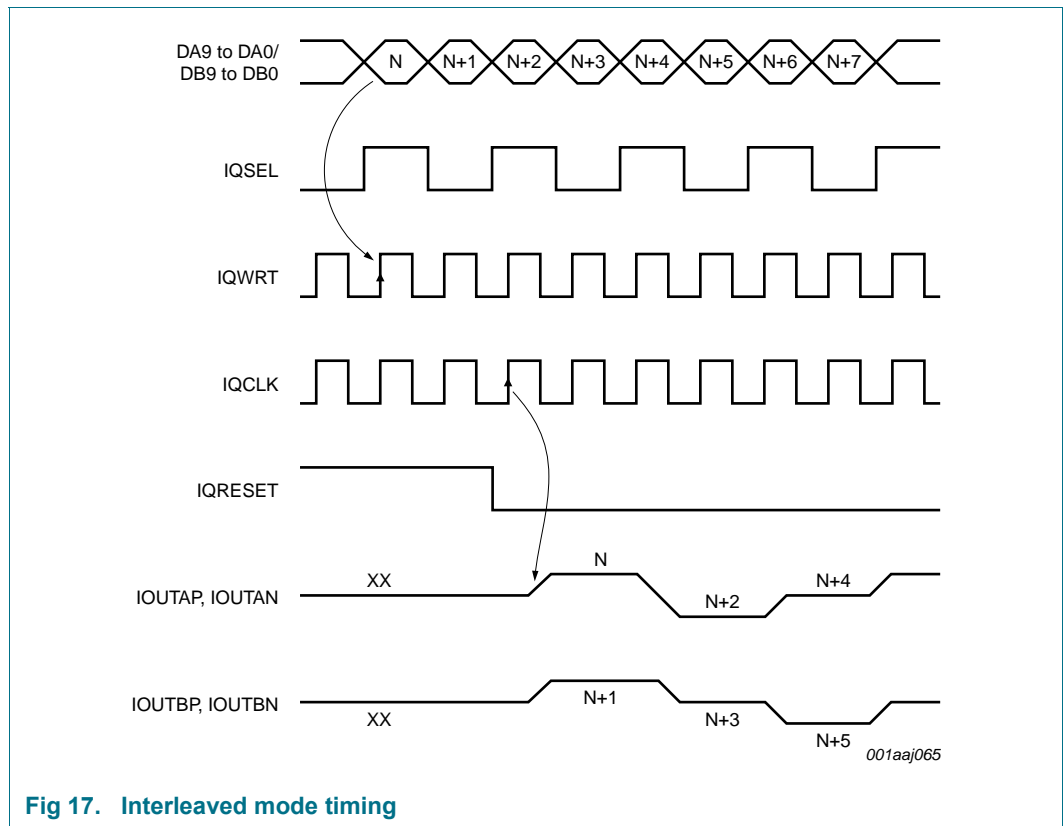 DA9 to DA0/
DB9 to DB0
N N+1 N+2 N+3 N+4 N+5 N+6 N+7
IQSEL
IQWRT
IQCLK
IQRESET
IOUTAP, IOUTAN
XX N N+2 N+4
IOUTBP, IOUTBN
XX N+1 N+3 N+5
001aaj065
Fig 17. Interleaved mode timing